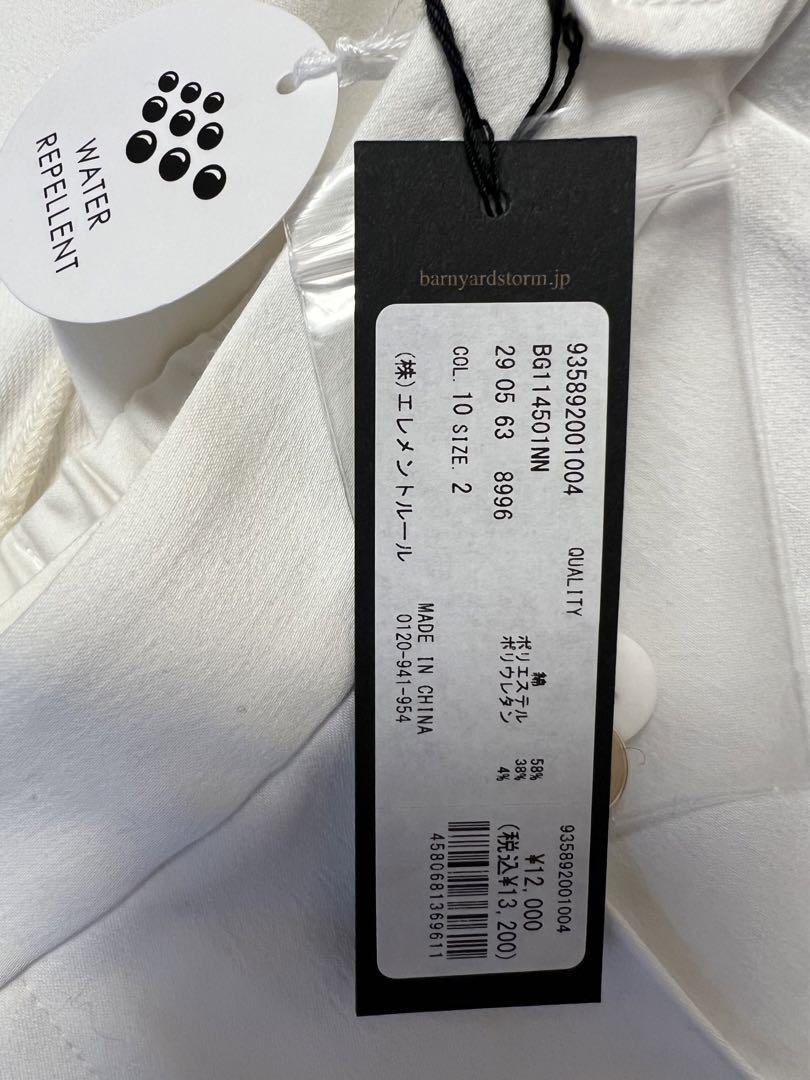 WATER
REPELLENT
barnyardstorm.jp
935892001004
BG114501NN
29 05 63 8996
COL. 10 SIZE. 2
(株)エレメントルール
QUALITY
綿 58%
ポリエステル 38%
ポリウレタン 4%
MADE IN CHINA
0120-941-954
935892001004
¥12,000
(税込¥13,200)
4580681369611